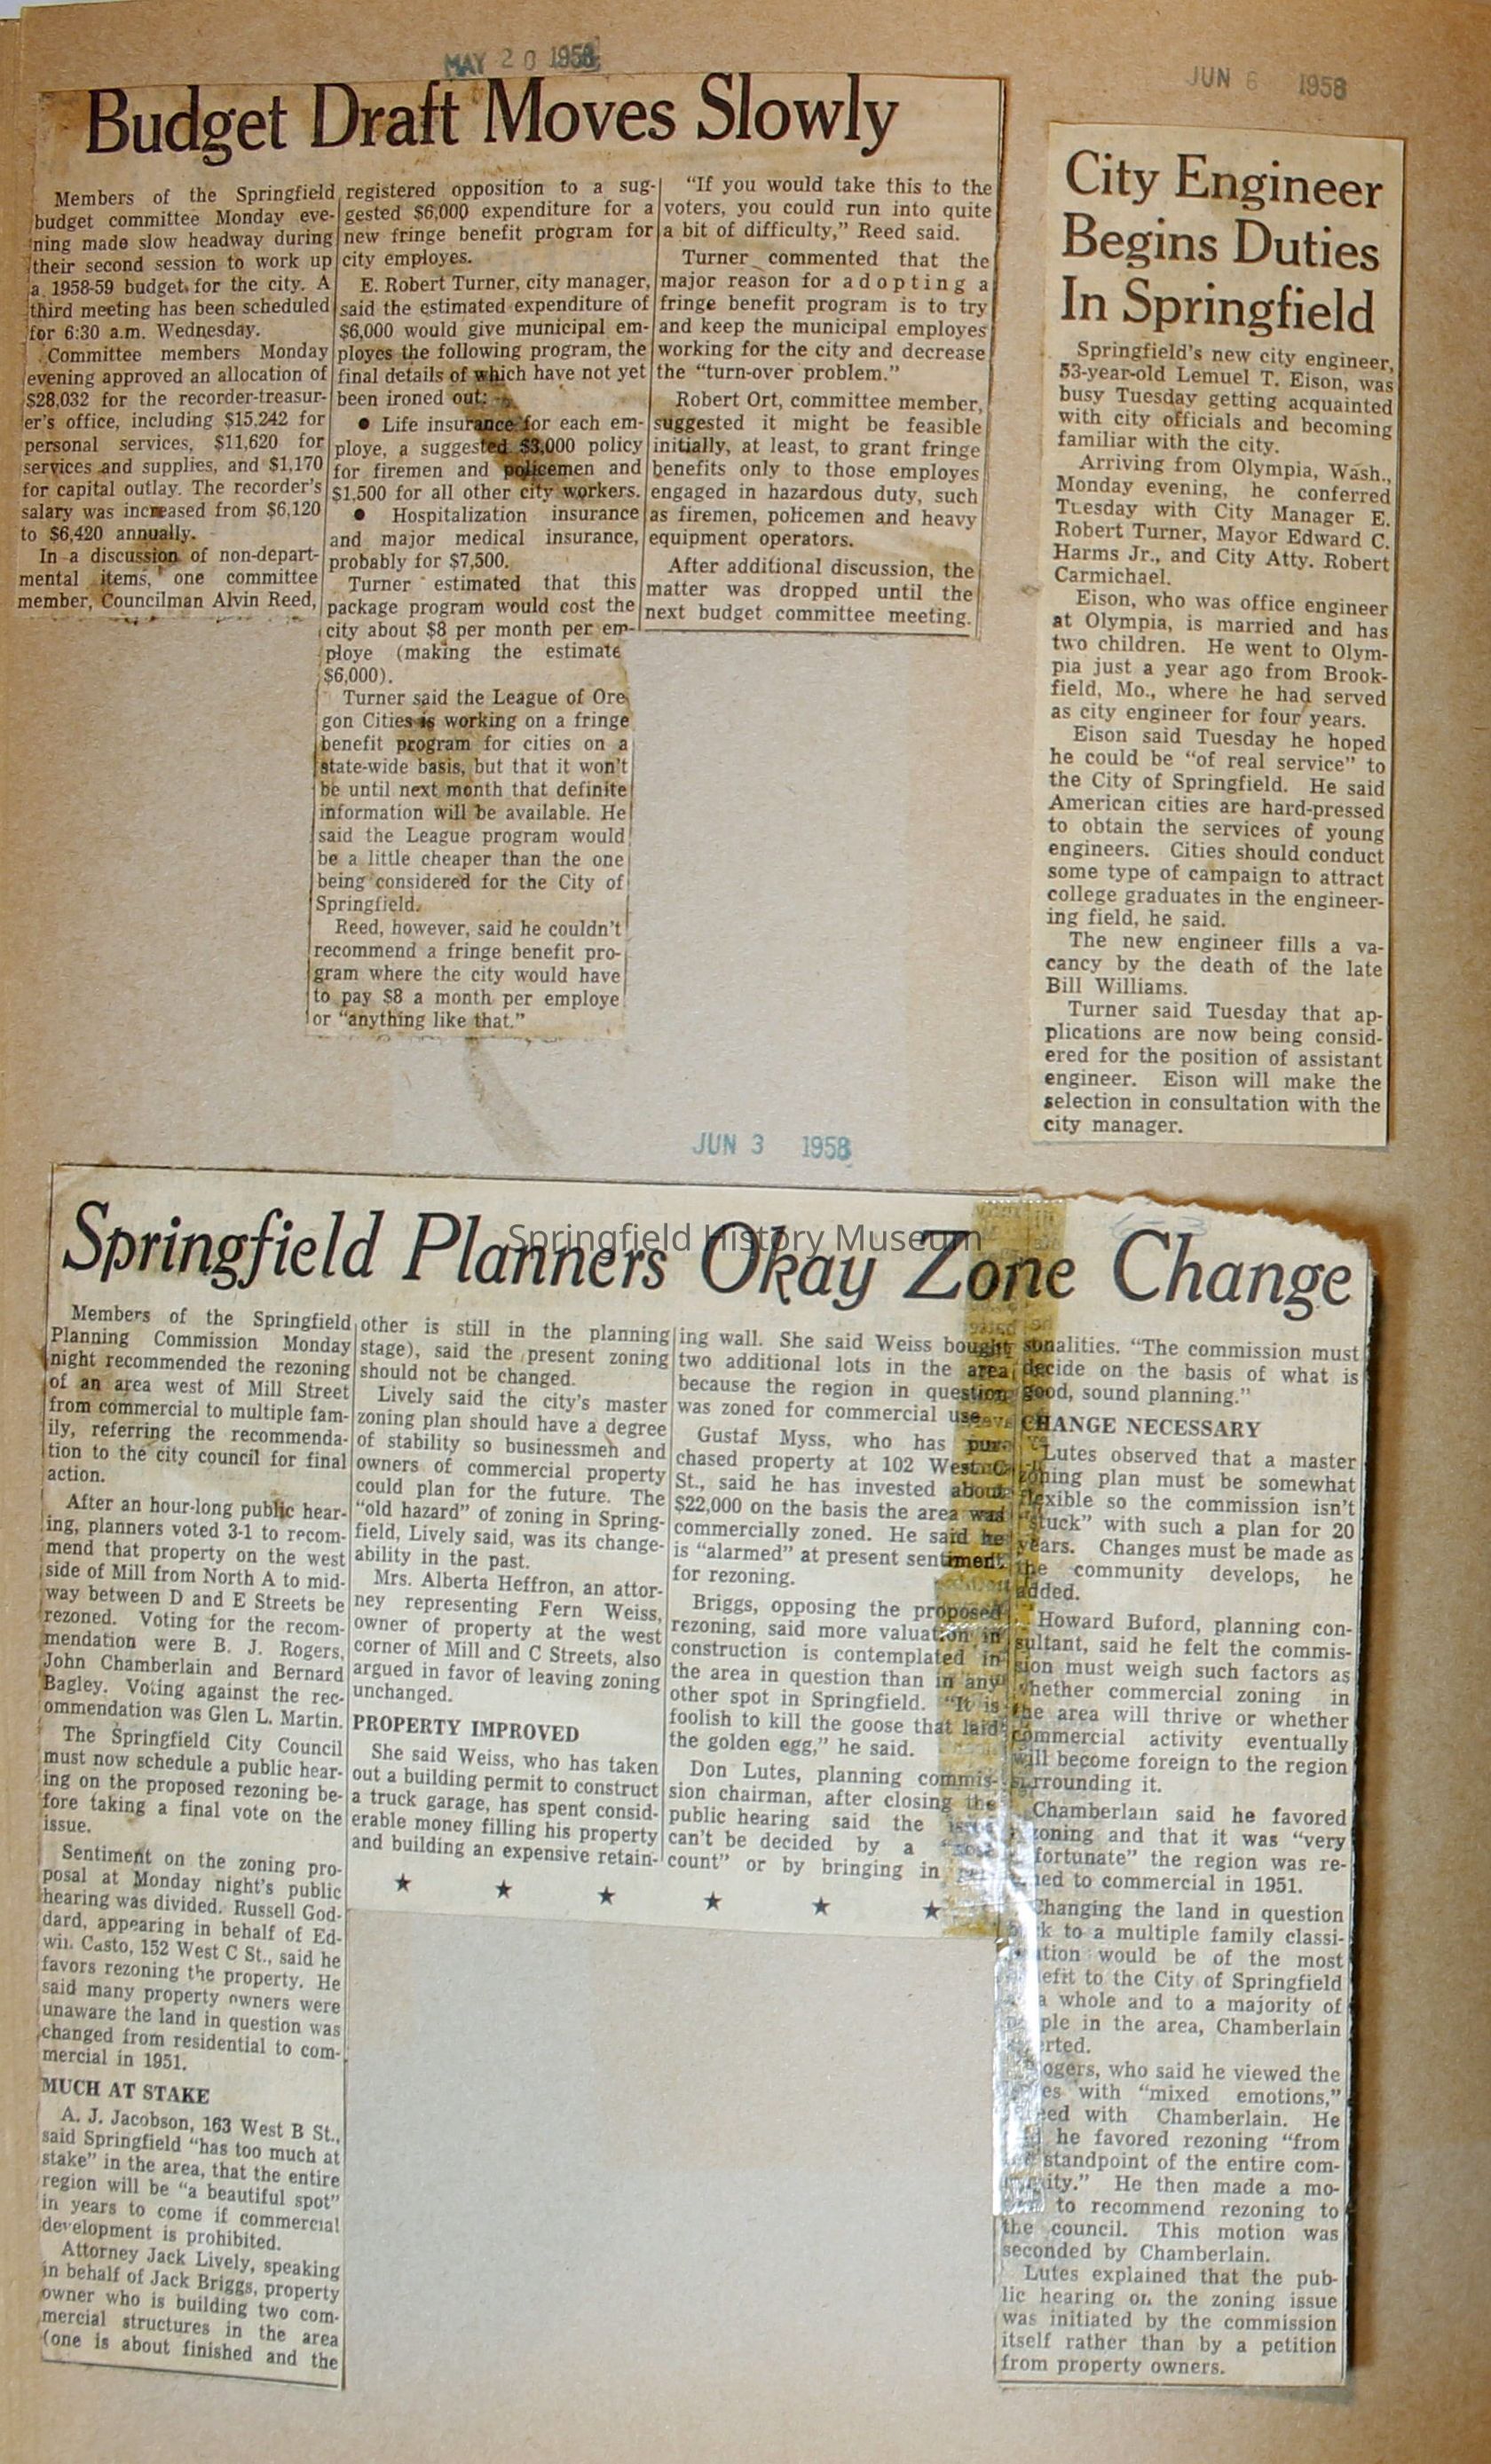 MAY 20 1958
Budget Draft Moves Slowly
Members of the Springfield
budget committee Monday eve-
ning made slow headway during
their second session to work up
a 1958-59 budget for the city. A
third meeting has been scheduled
for 6:30 a.m. Wednesday.
Committee members Monday
evening approved an allocation of
$28,032 for the recorder-treasur-
er's office, including $15,242 for
personal services, $11,620 for
services and supplies, and $1,170
for capital outlay. The recorder's
salary was increased from $6,120
to $6,420 annually.
In a discussion of non-depart-
mental items, one committee
member, Councilman Alvin Reed,
registered opposition to a sug-
gested $6,000 expenditure for a
new fringe benefit program for
city employes.
E. Robert Turner, city manager,
said the estimated expenditure of
$6,000 would give municipal em-
ployes the following program, the
final details of which have not yet
been ironed out:
● Life insurance for each em-
ploye, a suggested $3,000 policy
for firemen and policemen and
$1,500 for all other city workers.
● Hospitalization insurance
and major medical insurance,
probably for $7,500.
Turner estimated that this
package program would cost the
city about $8 per month per em-
ploye (making the estimate
$6,000).
Turner said the League of Ore
gon Cities is working on a fringe
benefit program for cities on a
state-wide basis, but that it won't
be until next month that definite
information will be available. He
said the League program would
be a little cheaper than the one
being considered for the City of
Springfield.
Reed, however, said he couldn't
recommend a fringe benefit pro-
gram where the city would have
to pay $8 a month per employe
or "anything like that."
"If you would take this to the
voters, you could run into quite
a bit of difficulty," Reed said.
Turner commented that the
major reason for adopting a
fringe benefit program is to try
and keep the municipal employes
working for the city and decrease
the "turn-over problem."
Robert Ort, committee member,
suggested it might be feasible
initially, at least, to grant fringe
benefits only to those employes
engaged in hazardous duty, such
as firemen, policemen and heavy
equipment operators.
After additional discussion, the
matter was dropped until the
next budget committee meeting.
JUN 6 1958
City Engineer
Begins Duties
In Springfield
Springfield's new city engineer,
53-year-old Lemuel T. Eison, was
busy Tuesday getting acquainted
with city officials and becoming
familiar with the city.
Arriving from Olympia, Wash.,
Monday evening, he conferred
Tuesday with City Manager E.
Robert Turner, Mayor Edward C.
Harms Jr., and City Atty. Robert
Carmichael.
Eison, who was office engineer
at Olympia, is married and has
two children. He went to Olym-
pia just a year ago from Brook-
field, Mo., where he had served
as city engineer for four years.
Eison said Tuesday he hoped
he could be "of real service" to
the City of Springfield. He said
American cities are hard-pressed
to obtain the services of young
engineers. Cities should conduct
some type of campaign to attract
college graduates in the engineer-
ing field, he said.
The new engineer fills a va-
cancy by the death of the late
Bill Williams.
Turner said Tuesday that ap-
plications are now being consid-
ered for the position of assistant
engineer. Eison will make the
selection in consultation with the
city manager.
JUN 3 1958
Springfield Planners Okay Zone Change
Springfield History Museum
Members of the Springfield
Planning Commission Monday
night recommended the rezoning
of an area west of Mill Street
from commercial to multiple fam-
ily, referring the recommenda-
tion to the city council for final
action.
After an hour-long public hear-
ing, planners voted 3-1 to recom-
mend that property on the west
side of Mill from North A to mid-
way between D and E Streets be
rezoned. Voting for the recom-
mendation were B. J. Rogers,
John Chamberlain and Bernard
Bagley. Voting against the rec-
ommendation was Glen L. Martin.
The Springfield City Council
must now schedule a public hear-
ing on the proposed rezoning be-
fore taking a final vote on the
issue.
Sentiment on the zoning pro-
posal at Monday night's public
hearing was divided. Russell God-
dard, appearing in behalf of Ed-
win Casto, 152 West C St., said he
favors rezoning the property. He
said many property owners were
unaware the land in question was
changed from residential to com-
mercial in 1951.
MUCH AT STAKE
A. J. Jacobson, 163 West B St.,
said Springfield "has too much at
stake" in the area, that the entire
region will be "a beautiful spot"
in years to come if commercial
development is prohibited.
Attorney Jack Lively, speaking
in behalf of Jack Briggs, property
owner who is building two com-
mercial structures in the area
(one is about finished and the
other is still in the planning
stage), said the present zoning
should not be changed.
Lively said the city's master
zoning plan should have a degree
of stability so businessmen and
owners of commercial property
could plan for the future. The
"old hazard" of zoning in Spring-
field, Lively said, was its change-
ability in the past.
Mrs. Alberta Heffron, an attor-
ney representing Fern Weiss,
owner of property at the west
corner of Mill and C Streets, also
argued in favor of leaving zoning
unchanged.
PROPERTY IMPROVED
She said Weiss, who has taken
out a building permit to construct
a truck garage, has spent consid-
erable money filling his property
and building an expensive retain-
ing wall. She said Weiss bought
two additional lots in the area
because the region in question
was zoned for commercial use.
Gustaf Myss, who has pur-
chased property at 102 West C
St., said he has invested about
$22,000 on the basis the area was
commercially zoned. He said he
is "alarmed" at present sentiment
for rezoning.
Briggs, opposing the proposed
rezoning, said more valuation in
construction is contemplated in
the area in question than in any
other spot in Springfield. "It is
foolish to kill the goose that laid
the golden egg," he said.
Don Lutes, planning commis-
sion chairman, after closing the
public hearing said the issue
can't be decided by a
count" or by bringing in
★ ★ ★ ★ ★ ★
sonalities. "The commission must
decide on the basis of what is
good, sound planning."
CHANGE NECESSARY
Lutes observed that a master
zoning plan must be somewhat
flexible so the commission isn't
"stuck" with such a plan for 20
years. Changes must be made as
the community develops, he
added.
Howard Buford, planning con-
sultant, said he felt the commis-
sion must weigh such factors as
whether commercial zoning in
the area will thrive or whether
commercial activity eventually
will become foreign to the region
surrounding it.
Chamberlain said he favored
zoning and that it was "very
fortunate" the region was re-
ned to commercial in 1951.
Changing the land in question
back to a multiple family classi-
ation would be of the most
efit to the City of Springfield
a whole and to a majority of
ple in the area, Chamberlain
erted.
ogers, who said he viewed the
es with "mixed emotions,"
eed with Chamberlain. He
he favored rezoning "from
standpoint of the entire com-
ity." He then made a mo-
to recommend rezoning to
the council. This motion was
seconded by Chamberlain.
Lutes explained that the pub-
lic hearing on the zoning issue
was initiated by the commission
itself rather than by a petition
from property owners.